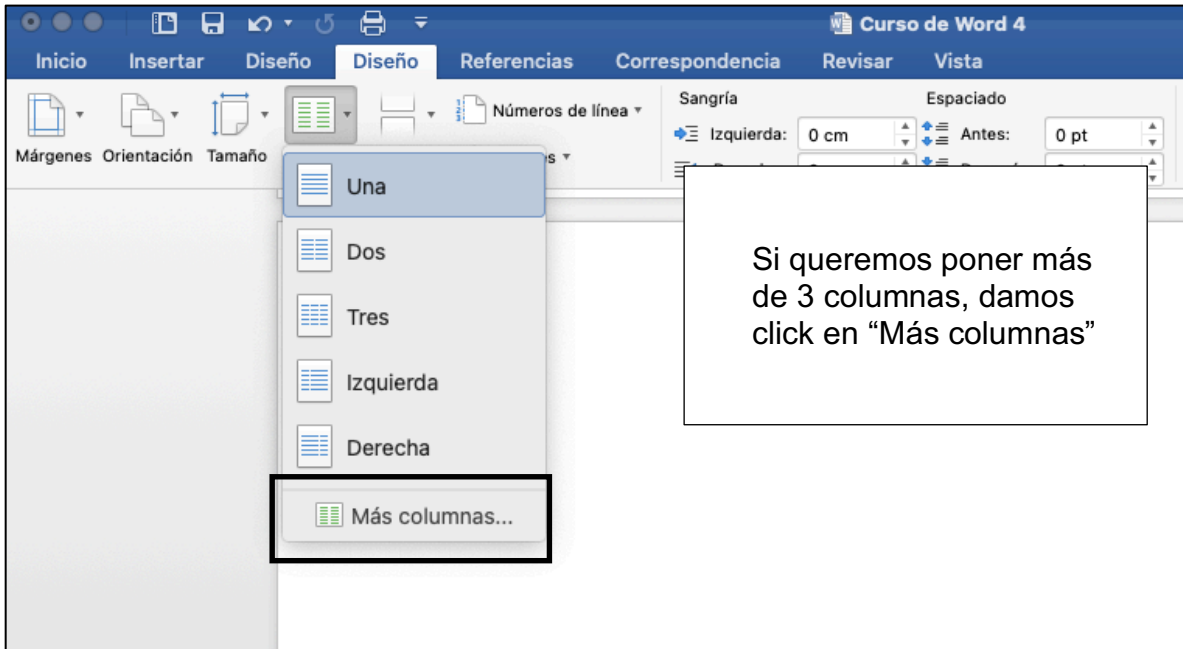 Curso de Word 4
Inicio Insertar Diseño Diseño Referencias Correspondencia Revisar Vista
Números de línea
Sangría Espaciado
Izquierda: 0 cm Antes: 0 pt
Márgenes Orientación Tamaño
Una
Dos
Tres
Izquierda
Derecha
Más columnas...
Si queremos poner más
de 3 columnas, damos
click en “Más columnas”